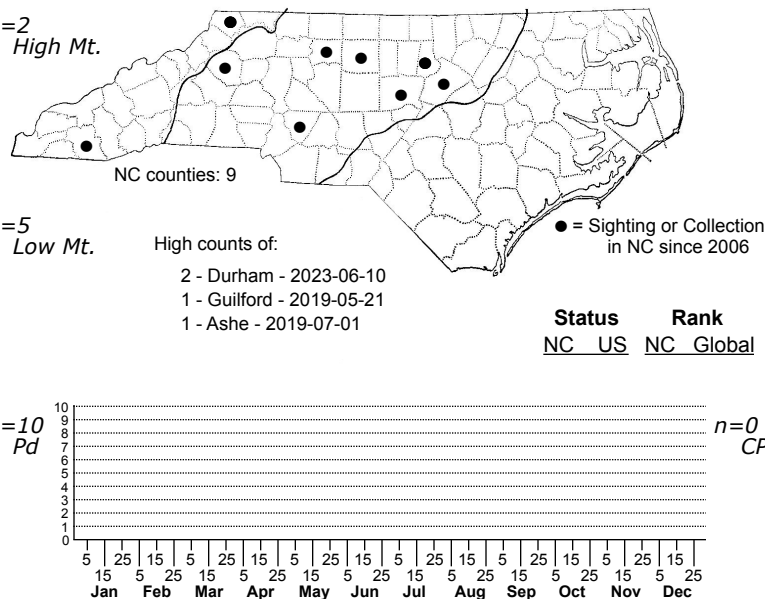 =2
High Mt.
NC counties: 9
=5
Low Mt.
● = Sighting or Collection
in NC since 2006
High counts of:
2 - Durham - 2023-06-10
1 - Guilford - 2019-05-21
1 - Ashe - 2019-07-01
Status Rank
NC US NC Global
=10
Pd
n=0
CP
10
9
8
7
6
5
4
3
2
1
0
5 25 15 5 25 15 5 25 15 5 25 15 5 25 15 5 25 15
15 5 25 15 5 25 15 5 25 15 5 25 15 5 25 15 5 25
Jan Feb Mar Apr May Jun Jul Aug Sep Oct Nov Dec